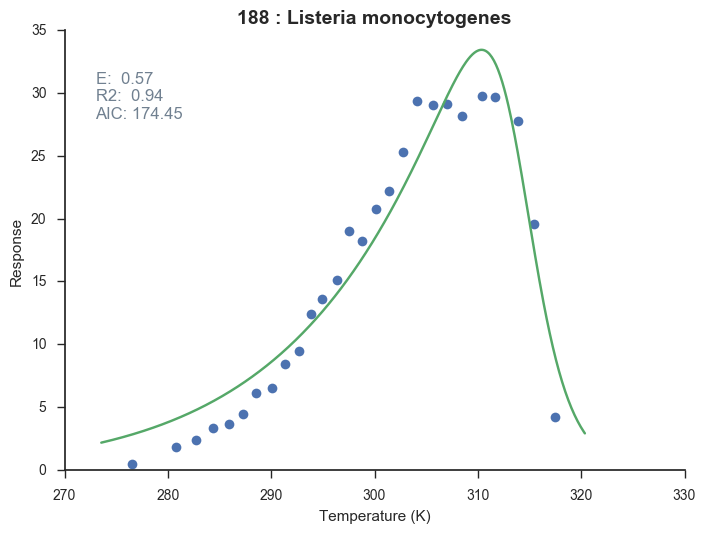 188 : Listeria monocytogenes
E: 0.57
R2: 0.94
AIC: 174.45
Response
35
30
25
20
15
10
5
0
270 280 290 300 310 320 330
Temperature (K)